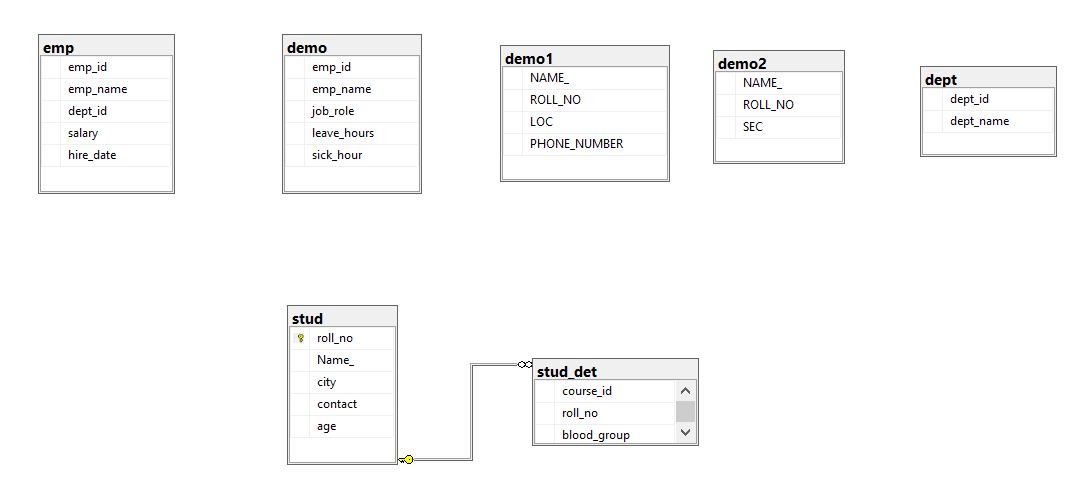 emp
emp_id
emp_name
dept_id
salary
hire_date
demo
emp_id
emp_name
job_role
leave_hours
sick_hour
demo1
NAME_
ROLL_NO
LOC
PHONE_NUMBER
demo2
NAME_
ROLL_NO
SEC
dept
dept_id
dept_name
stud
roll_no
Name_
city
contact
age
stud_det
course_id
roll_no
blood_group